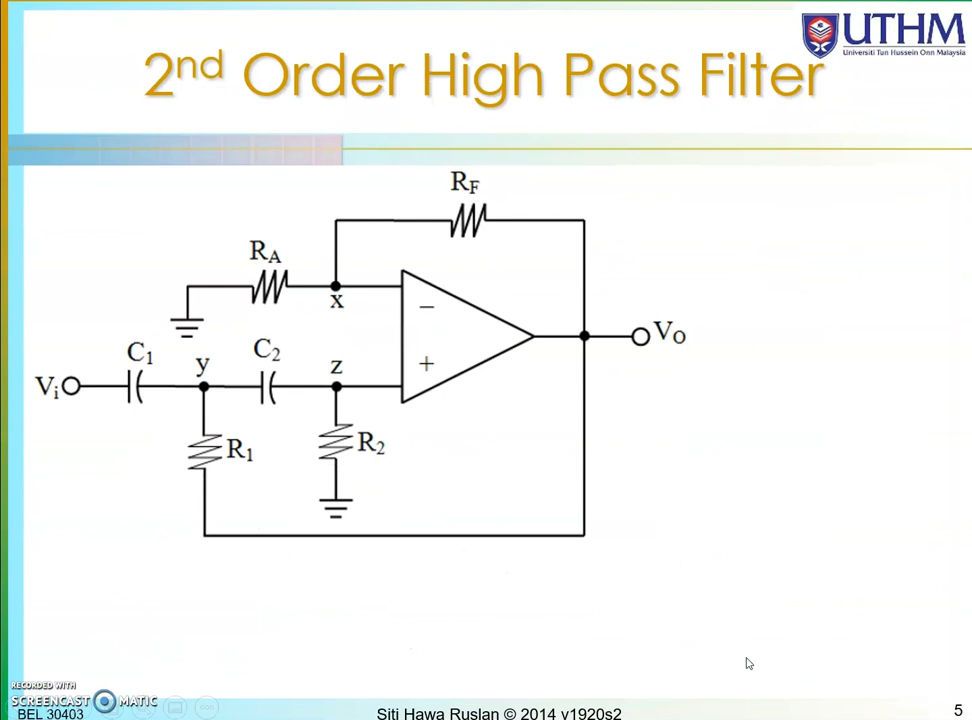 UTHM
Universiti Tun Hussein Onn Malaysia
2nd Order High Pass Filter
RF
RA
x
−
C1
C2
y
z
+
Vi
Vo
R1
R2
RECORDED WITH
SCREENCAST MATIC
BEL 30403
Siti Hawa Ruslan © 2014 v1920s2
5